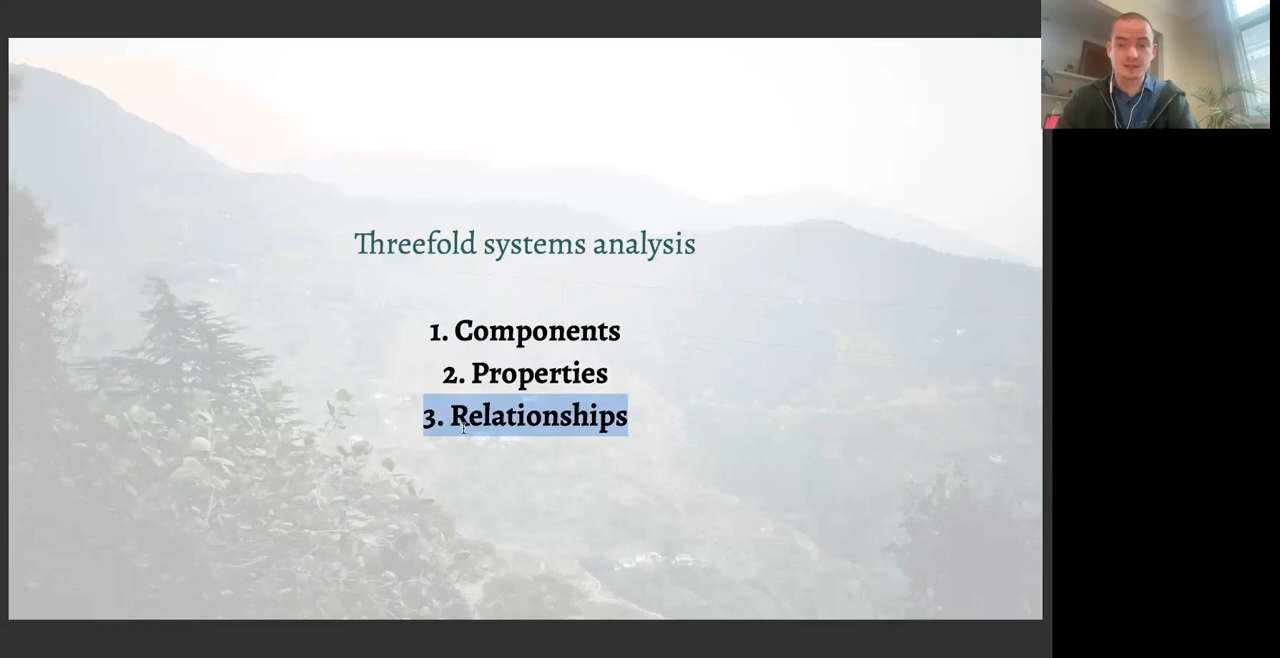 Threefold systems analysis
1. Components
2. Properties
3. Relationships